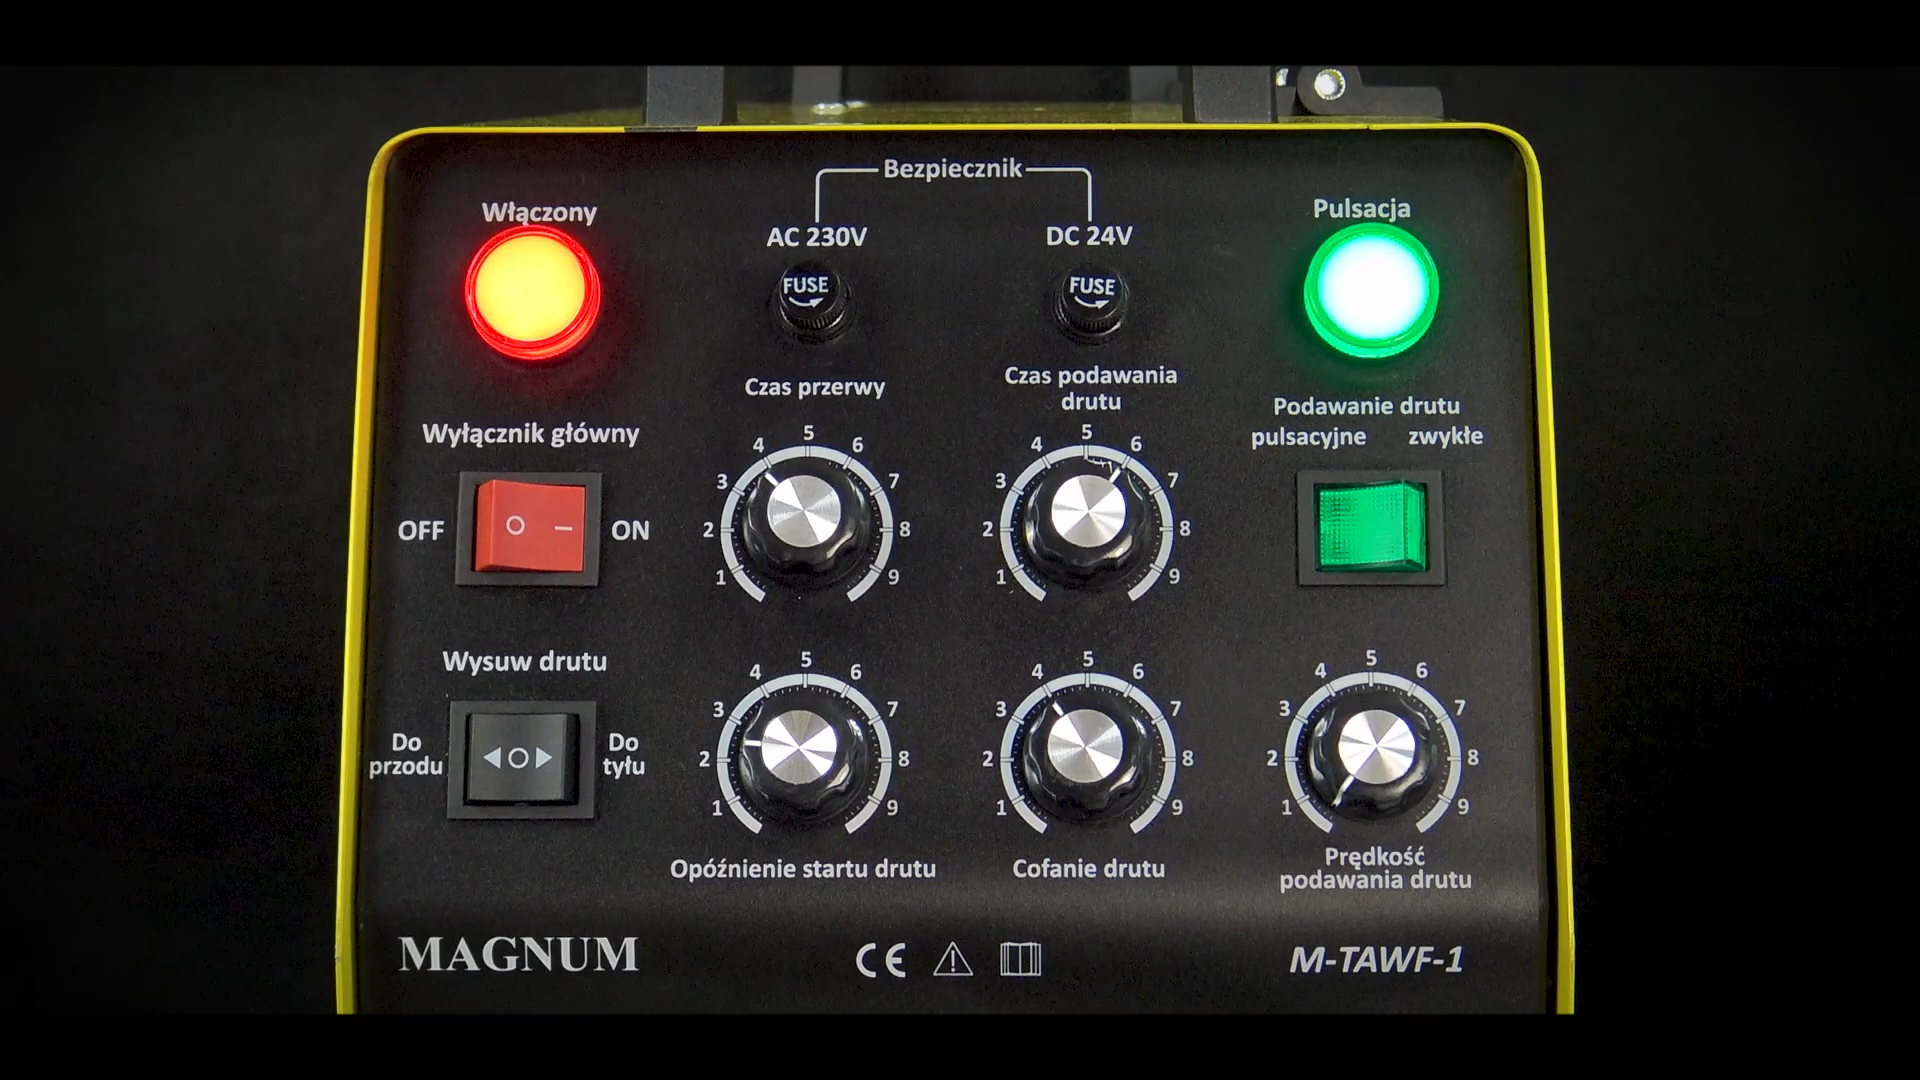 Bezpiecznik
Włączony
AC 230V
DC 24V
Pulsacja
FUSE
FUSE
Czas przerwy
Czas podawania
drutu
Podawanie drutu
pulsacyjne zwykłe
Wyłącznik główny
OFF
O –
ON
1 2 3 4 5 6 7 8 9
1 2 3 4 5 6 7 8 9
Wysuw drutu
Do
przodu
O
Do
tyłu
1 2 3 4 5 6 7 8 9
1 2 3 4 5 6 7 8 9
1 2 3 4 5 6 7 8 9
Opóźnienie startu drutu
Cofanie drutu
Prędkość
podawania drutu
MAGNUM
CE
M-TAWF-1